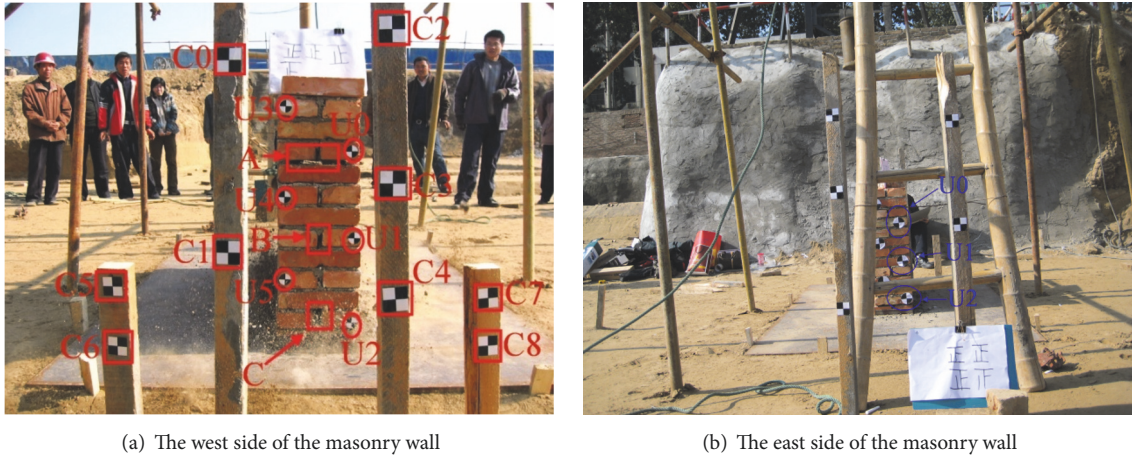 C0
C2
正正正
正
U3
U0
A
C3
U4
B
U1
C1
C5
U5
C4
C7
C6
C
U2
C8
U0
U1
U2
正正
正正
(a) The west side of the masonry wall
(b) The east side of the masonry wall